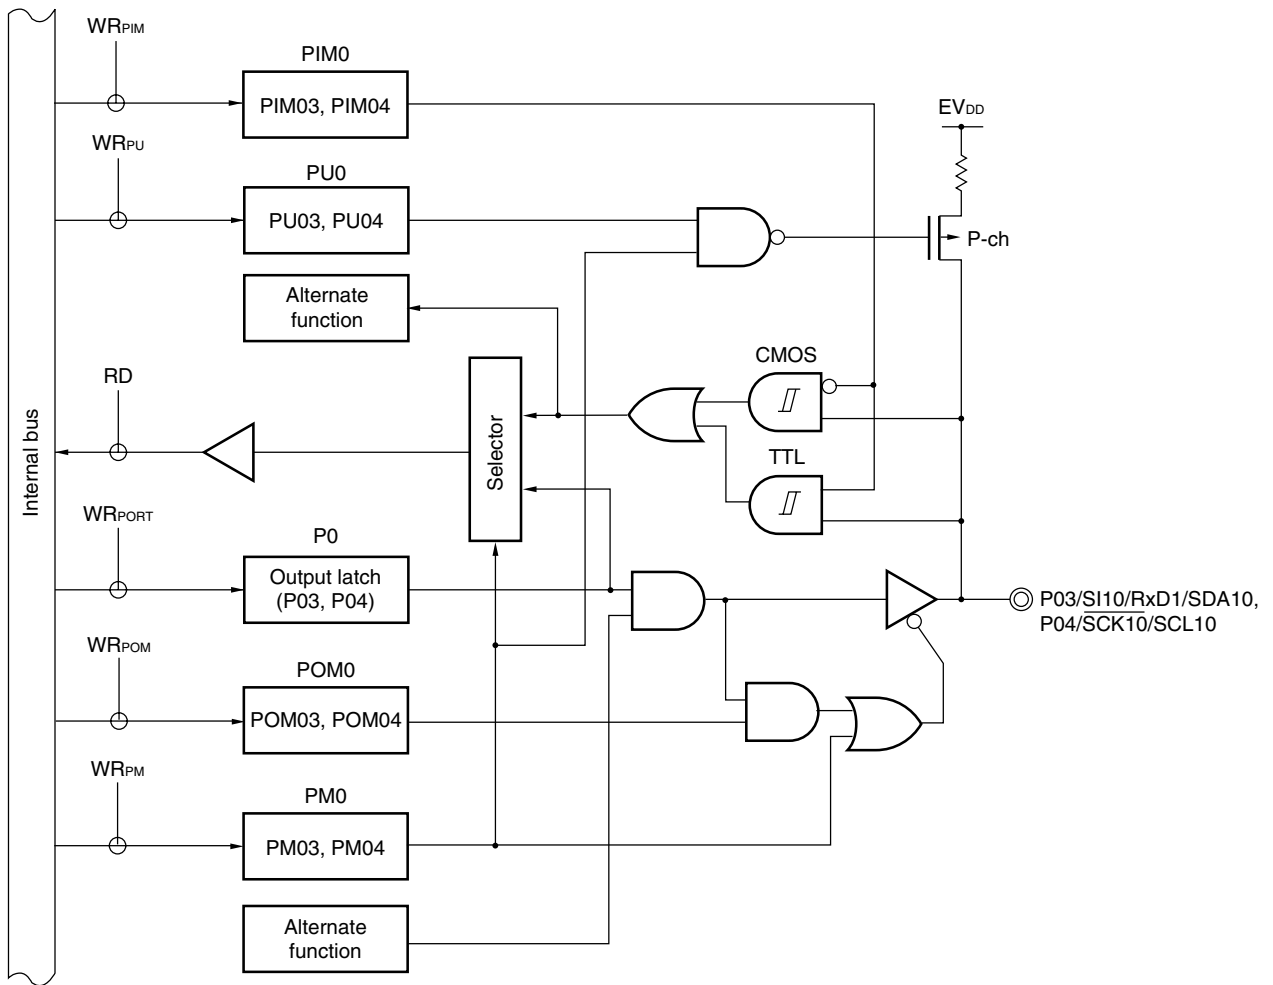 WRPIM
PIM0
PIM03, PIM04
EVDD
WRPU
PU0
PU03, PU04
P-ch
Alternate
function
CMOS
RD
Selector
TTL
Internal bus
WRPORT
P0
Output latch
(P03, P04)
P03/SI10/RxD1/SDA10,
P04/SCK10/SCL10
WRPOM
POM0
POM03, POM04
WRPM
PM0
PM03, PM04
Alternate
function